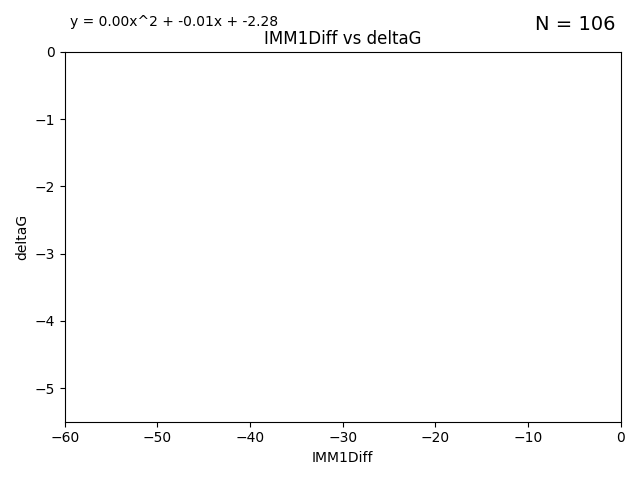 y = 0.00x^2 + -0.01x + -2.28
N = 106
IMM1Diff vs deltaG
0
−1
−2
−3
−4
−5
deltaG
−60 −50 −40 −30 −20 −10 0
IMM1Diff